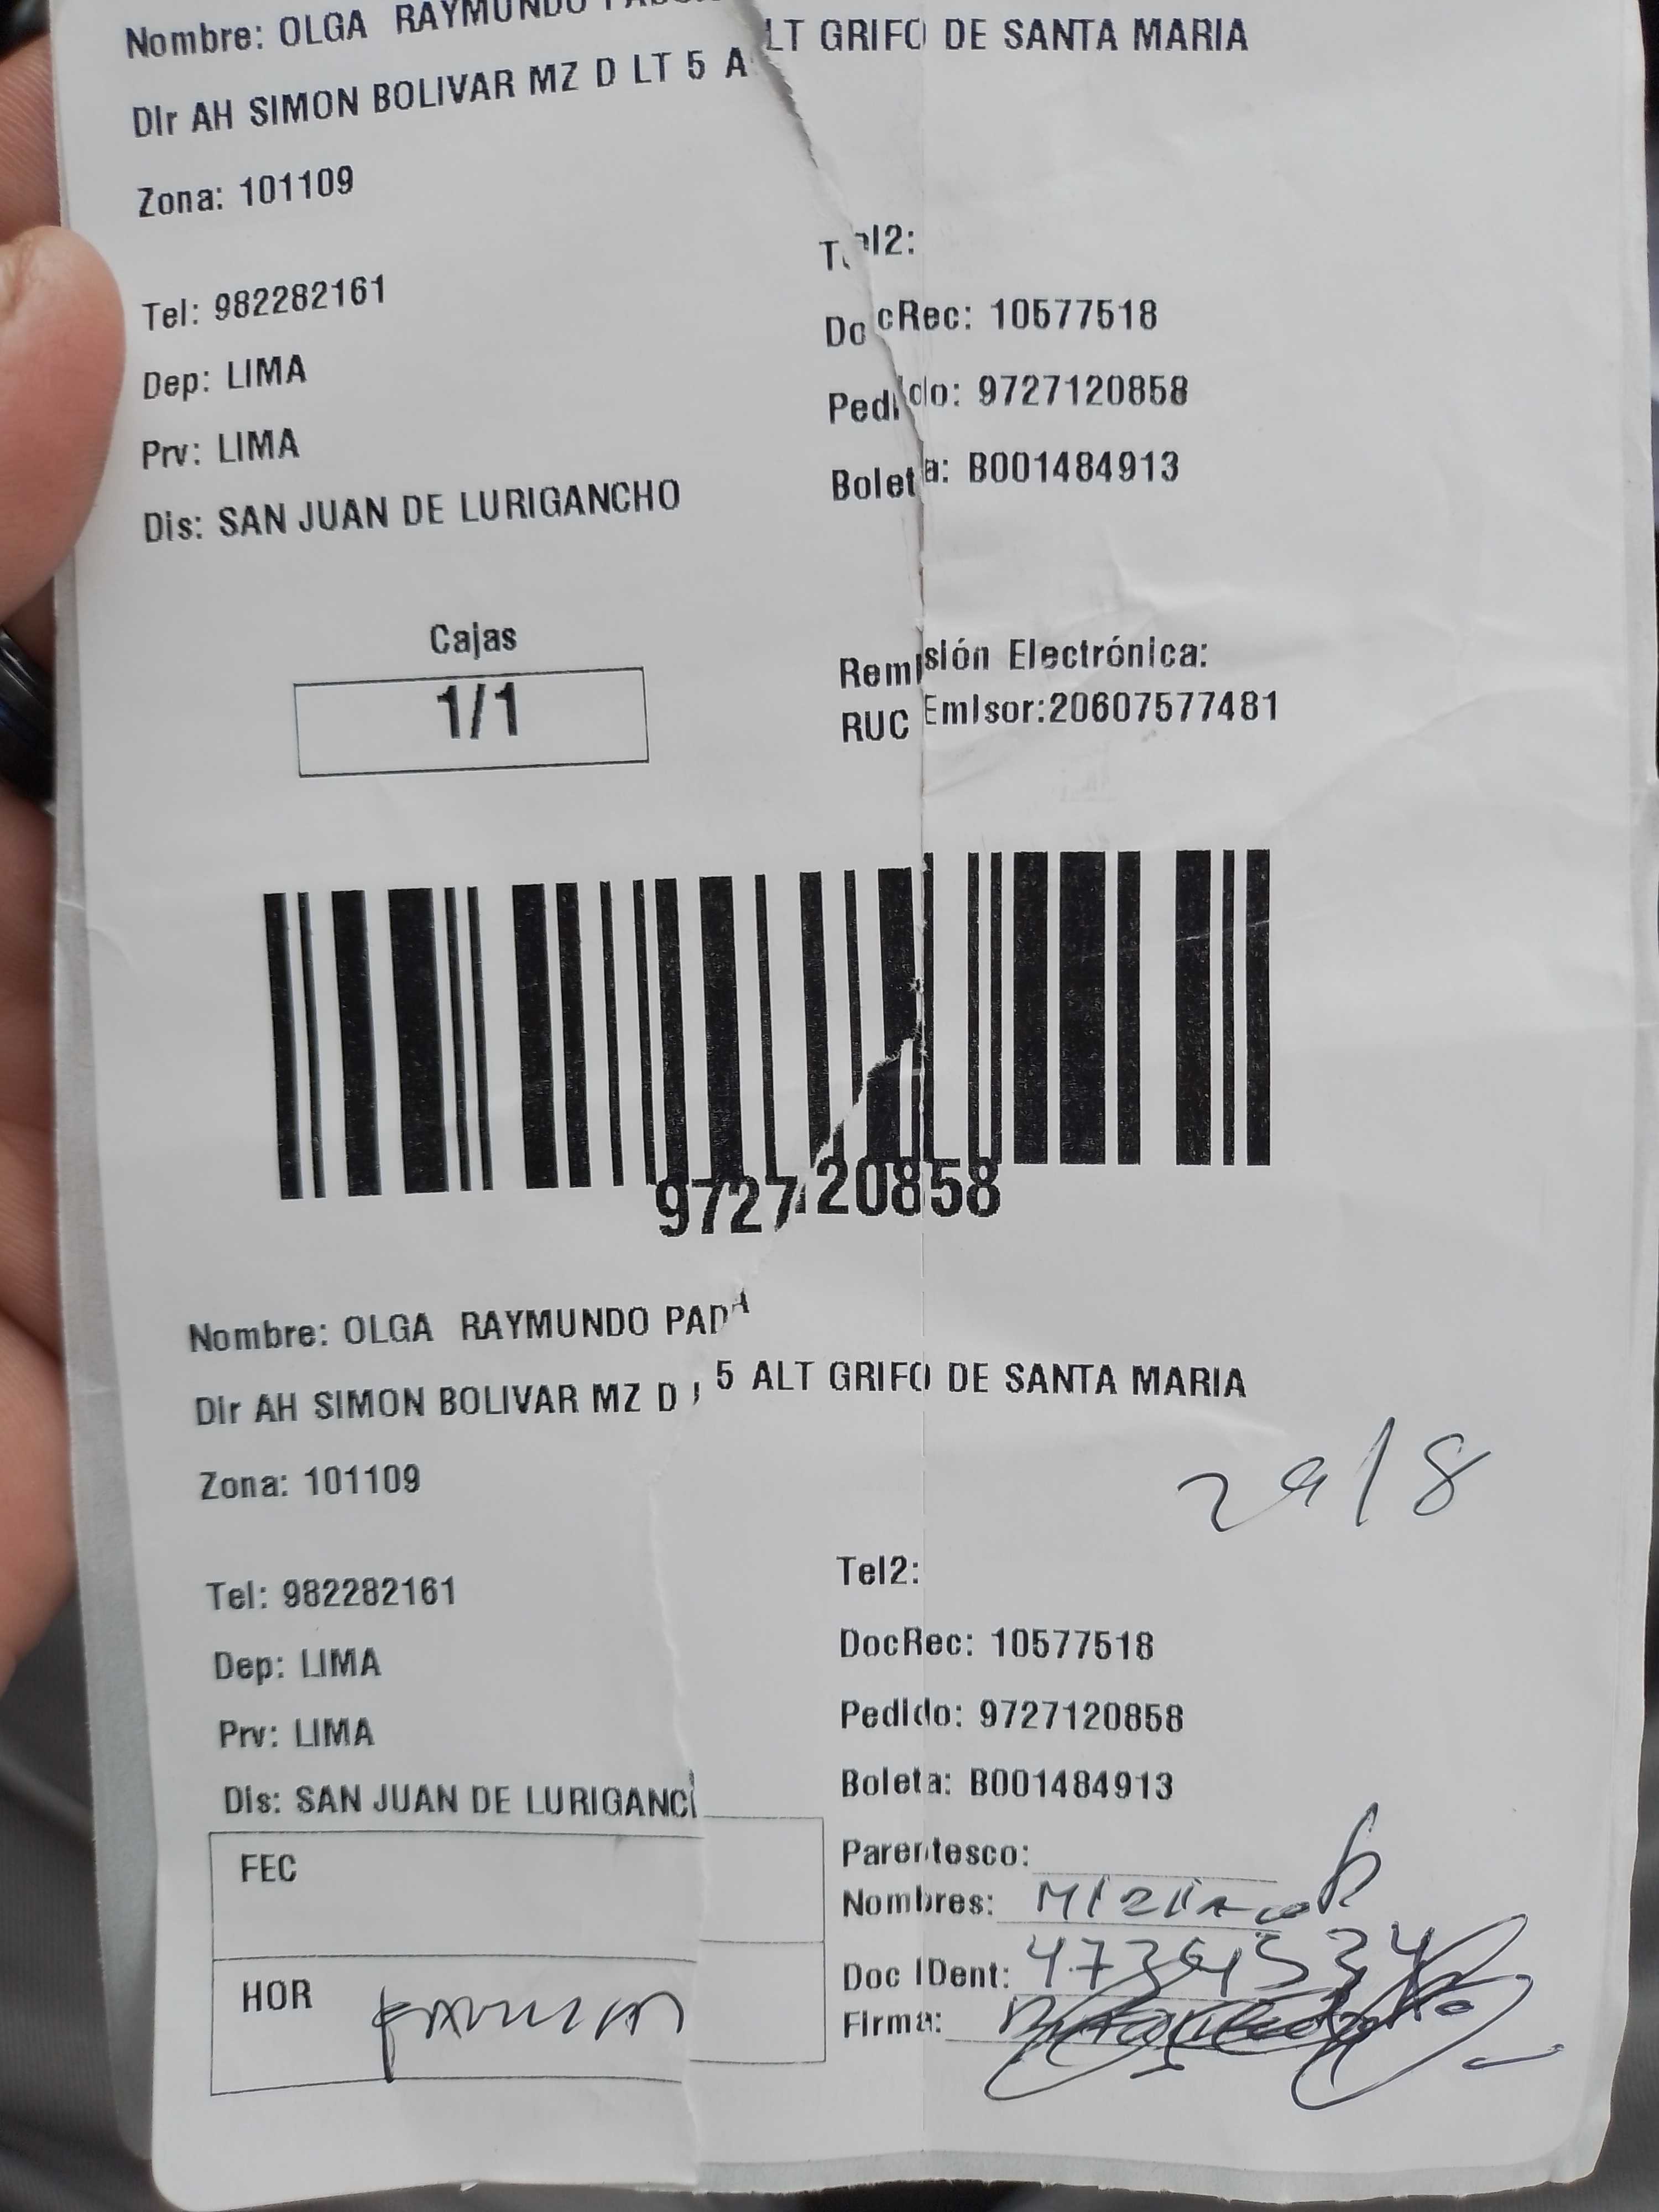 Nombre: OLGA RAYMUNDO
Dir AH SIMON BOLIVAR MZ D LT 5 ALT GRIFO DE SANTA MARIA
Zona: 101109
Tel: 982282161
Tel2:
Dep: LIMA
DocRec: 10577518
Prv: LIMA
Pedido: 9727120858
Dis: SAN JUAN DE LURIGANCHO
Boleta: B001484913
Cajas
1/1
Remisión Electrónica:
RUC Emisor:20607577481
9727120858
Nombre: OLGA RAYMUNDO
Dir AH SIMON BOLIVAR MZ D 5 ALT GRIFO DE SANTA MARIA
Zona: 101109
29/8
Tel: 982282161
Tel2:
Dep: LIMA
DocRec: 10577518
Prv: LIMA
Pedido: 9727120858
Dis: SAN JUAN DE LURIGANC
Boleta: B001484913
FEC
Parentesco:
Nombres:
Doc IDent:
HOR
Firma: